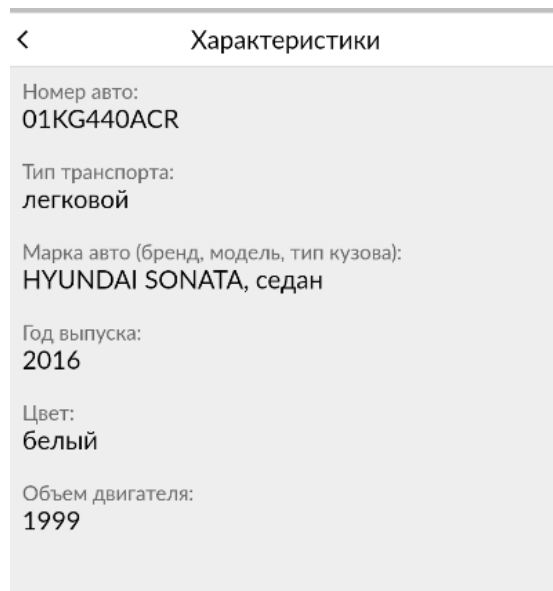 Характеристики
Номер авто:
01KG440ACR
Тип транспорта:
легковой
Марка авто (бренд, модель, тип кузова):
HYUNDAI SONATA, седан
Год выпуска:
2016
Цвет:
белый
Объем двигателя:
1999